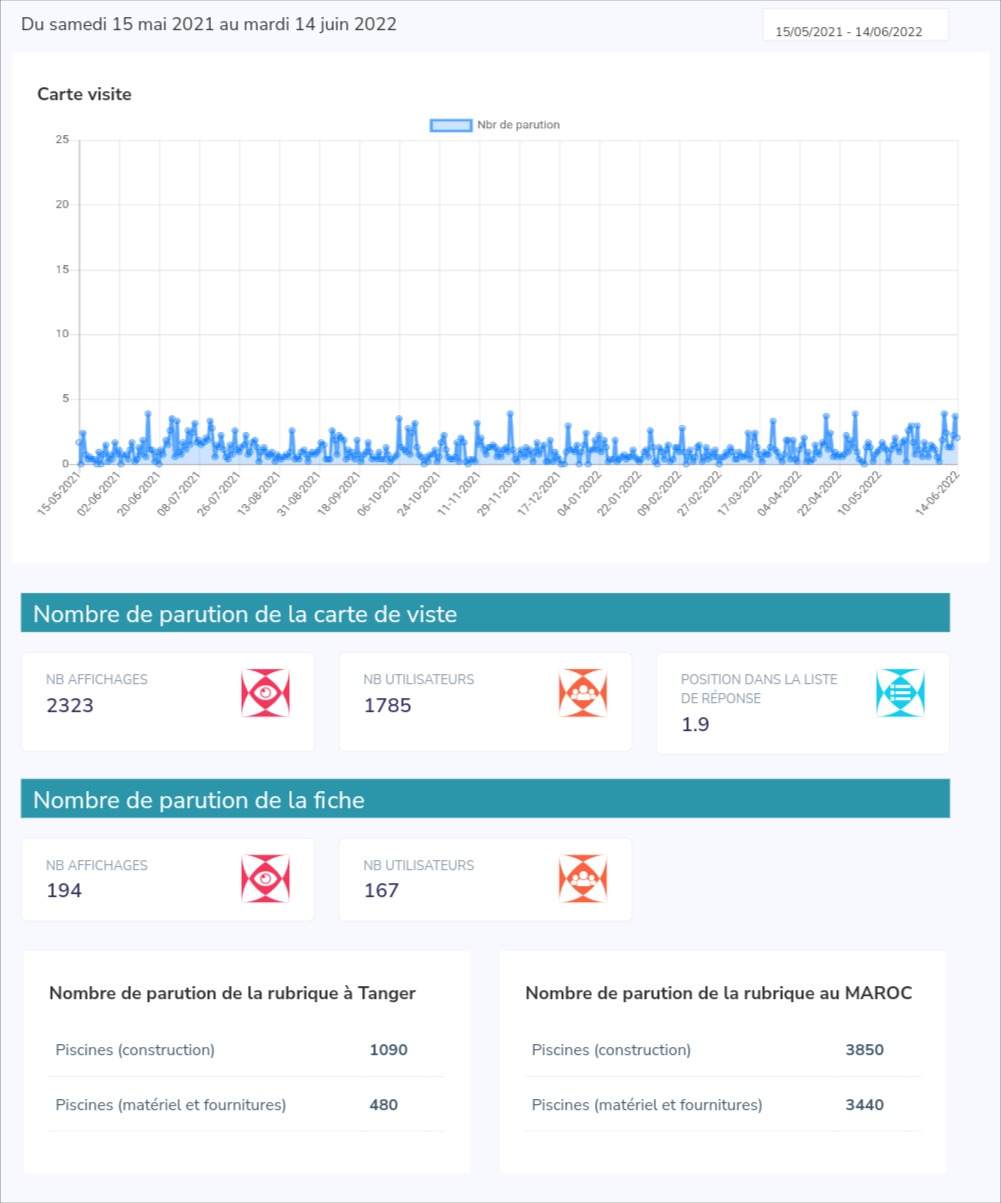 Du samedi 15 mai 2021 au mardi 14 juin 2022
15/05/2021 - 14/06/2022
Carte visite
Nbr de parution
25
20
15
10
5
0
15-05-2021
02-06-2021
20-06-2021
08-07-2021
26-07-2021
13-08-2021
31-08-2021
18-09-2021
06-10-2021
24-10-2021
11-11-2021
29-11-2021
17-12-2021
04-01-2022
22-01-2022
09-02-2022
27-02-2022
17-03-2022
04-04-2022
22-04-2022
10-05-2022
14-06-2022
Nombre de parution de la carte de viste
NB AFFICHAGES
2323
NB UTILISATEURS
1785
POSITION DANS LA LISTE
DE RÉPONSE
1.9
Nombre de parution de la fiche
NB AFFICHAGES
194
NB UTILISATEURS
167
Nombre de parution de la rubrique à Tanger
Piscines (construction) 1090
Piscines (matériel et fournitures) 480
Nombre de parution de la rubrique au MAROC
Piscines (construction) 3850
Piscines (matériel et fournitures) 3440